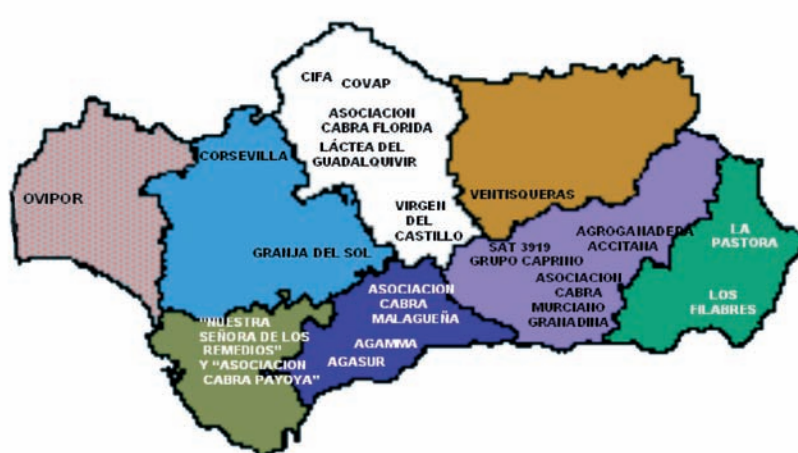 CIFA
COVAP
ASOCIACION
CABRA FLORIDA
LÁCTEA DEL
GUADALQUIVIR
CORSEVILLA
OVIPOR
VENTISQUERAS
VIRGEN
DEL
CASTILLO
GRANJA DEL SOL
SAT 3919
GRUPO CAPRINO
AGROGANADERA
ACCITANA
ASOCIACION
CABRA
MURCIANO
GRANADINA
LA
PASTORA
LOS
FILABRES
ASOCIACION
CABRA
MALAGUEÑA
AGAMMA
AGASUR
"NUESTRA
SEÑORA DE LOS
REMEDIOS"
Y "ASOCIACION
CABRA PAYOYA"